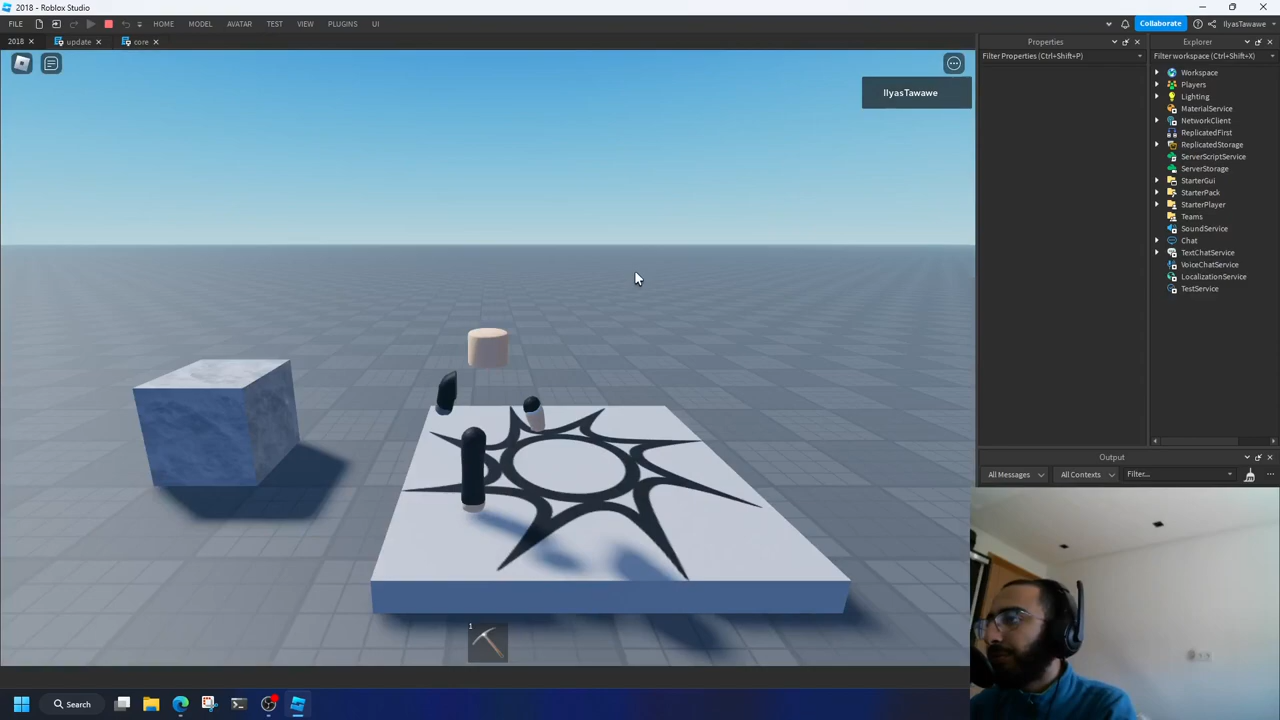 2018 - Roblox Studio
FILE
HOME MODEL AVATAR TEST VIEW PLUGINS UI
Collaborate
IlyasTawawe
2018
update
core
Properties
Explorer
Filter Properties (Ctrl+Shift+P)
Filter workspace (Ctrl+Shift+X)
Workspace
Players
Lighting
MaterialService
NetworkClient
ReplicatedFirst
ReplicatedStorage
ServerScriptService
ServerStorage
StarterGui
StarterPack
StarterPlayer
Teams
SoundService
Chat
TextChatService
VoiceChatService
LocalizationService
TestService
IlyasTawawe
Output
All Messages
All Contexts
Filter...
1
Search